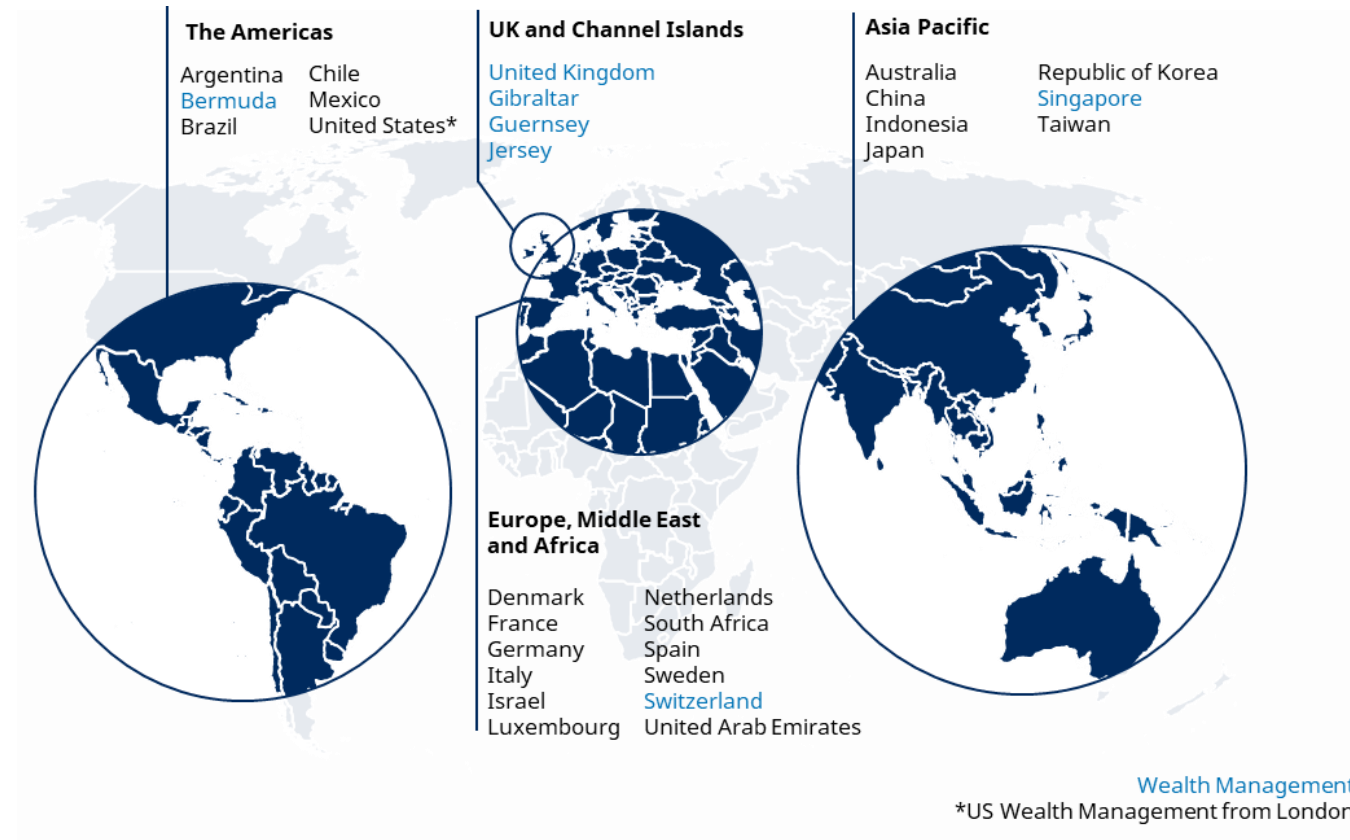 The Americas
Argentina Chile
Bermuda Mexico
Brazil United States*
UK and Channel Islands
United Kingdom
Gibraltar
Guernsey
Jersey
Asia Pacific
Australia Republic of Korea
China Singapore
Indonesia Taiwan
Japan
Europe, Middle East
and Africa
Denmark Netherlands
France South Africa
Germany Spain
Italy Sweden
Israel Switzerland
Luxembourg United Arab Emirates
Wealth Management
*US Wealth Management from London